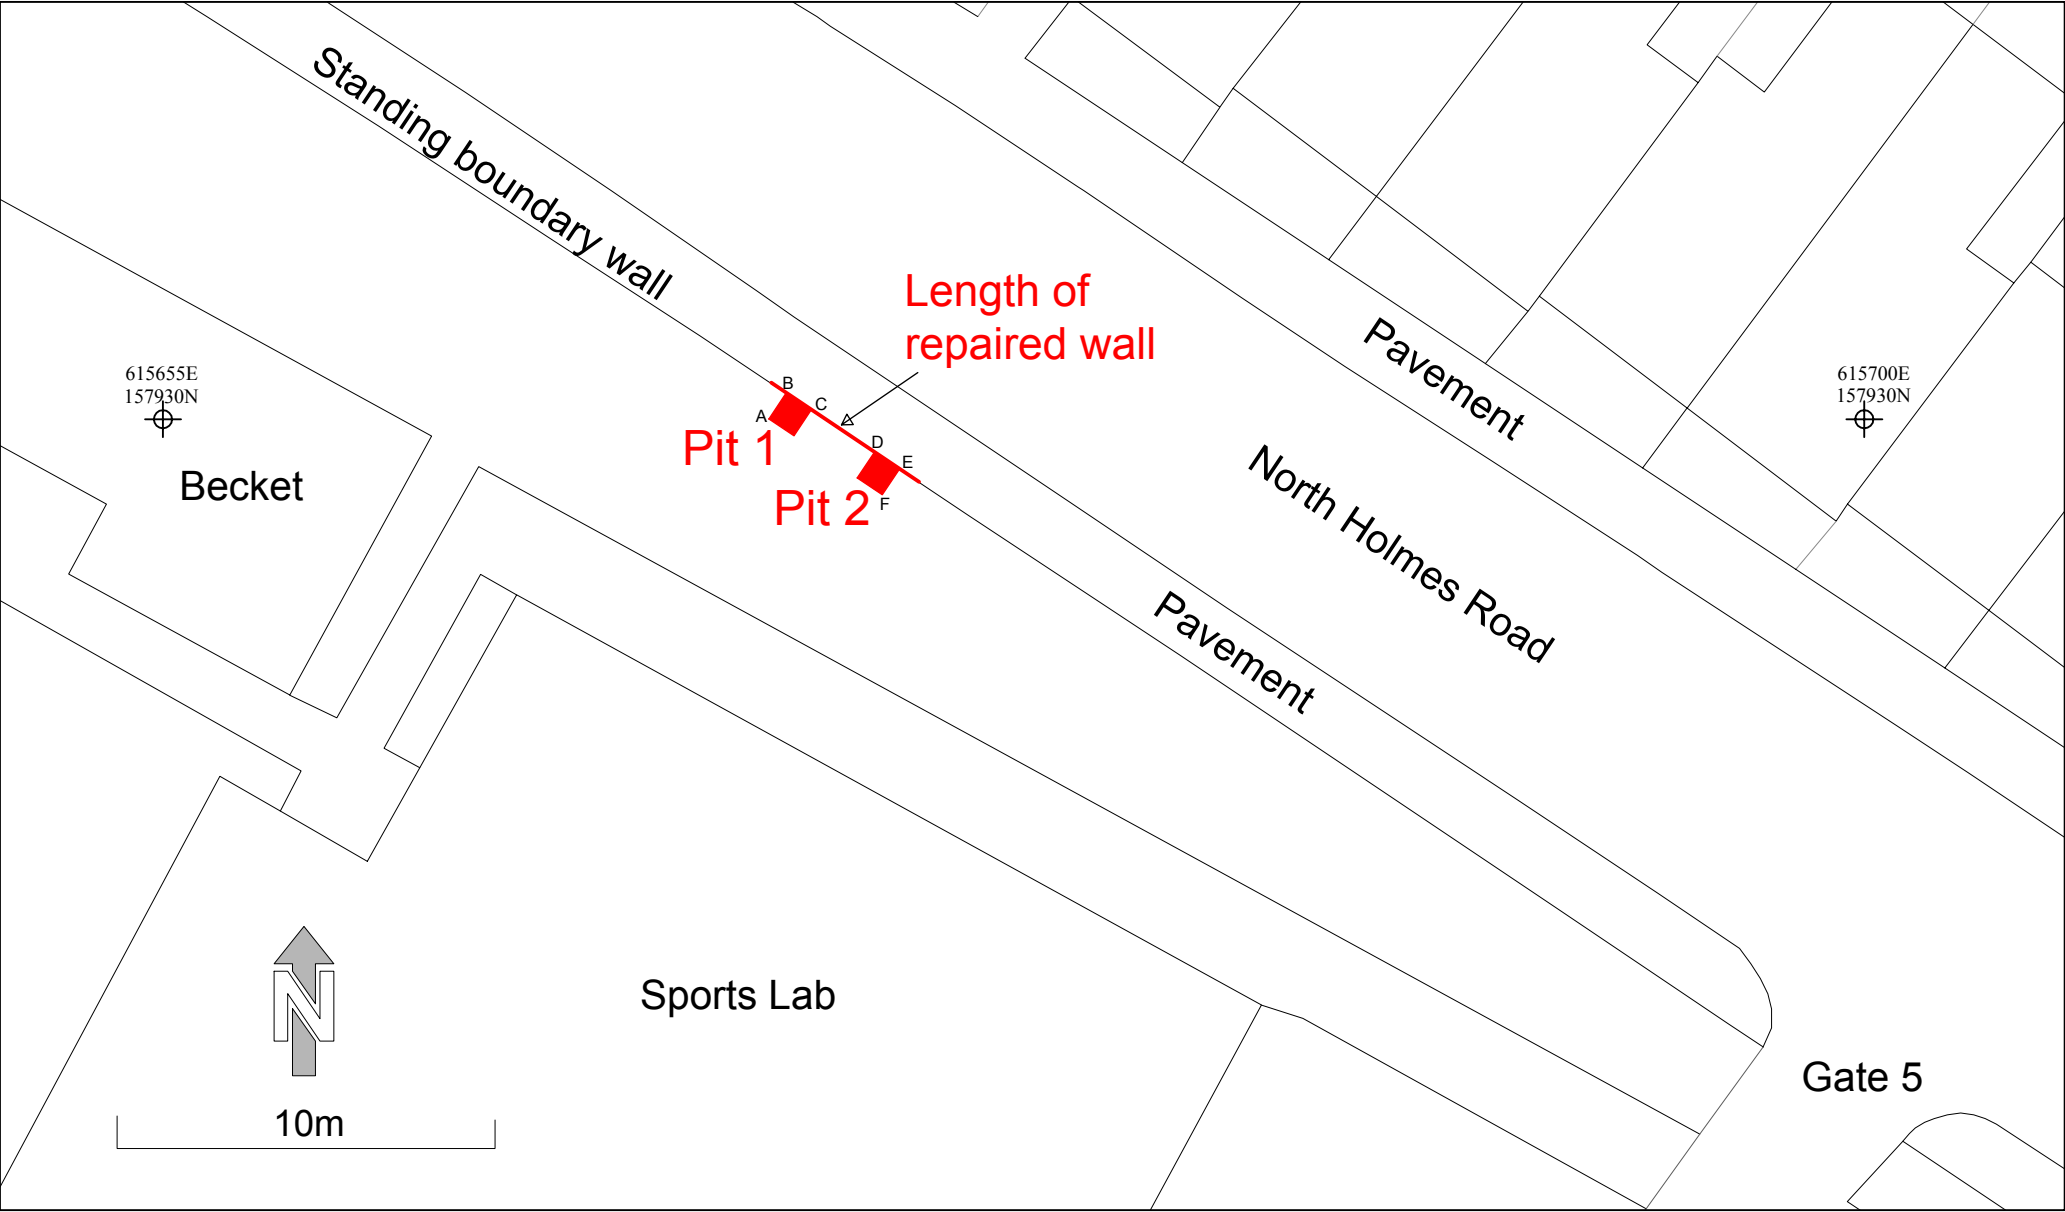 Standing boundary wall
Length of
repaired wall
Pavement
615655E
157930N
615700E
157930N
B
A
C
Pit 1
D
E
Pit 2
F
Becket
North Holmes Road
Pavement
Sports Lab
N
Gate 5
10m